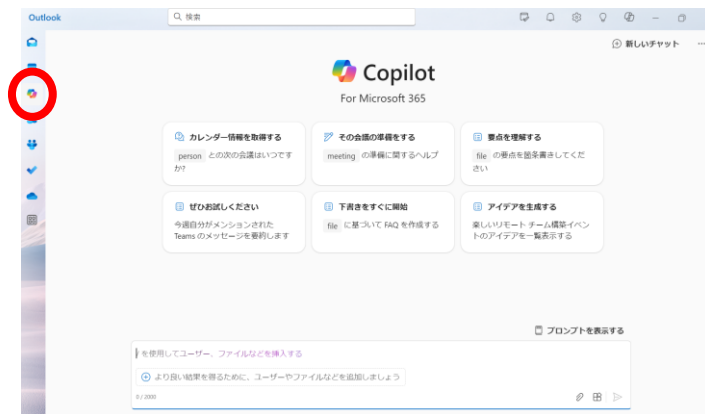 Outlook
検索
新しいチャット
Copilot
For Microsoft 365
カレンダー情報を取得する
person との次の会議はいつです
か?
その会議の準備をする
meeting の準備に関するヘルプ
要点を理解する
file の要点を箇条書きしてくだ
さい
ぜひお試しください
今週自分がメンションされた
Teams のメッセージを要約します
下書きをすぐに開始
file に基づいて FAQ を作成する
アイデアを生成する
楽しいリモート チーム構築イベン
トのアイデアを一覧表示する
プロンプトを表示する
/ を使用してユーザー、ファイルなどを挿入する
より良い結果を得るために、ユーザーやファイルなどを追加しましょう
0 / 2000